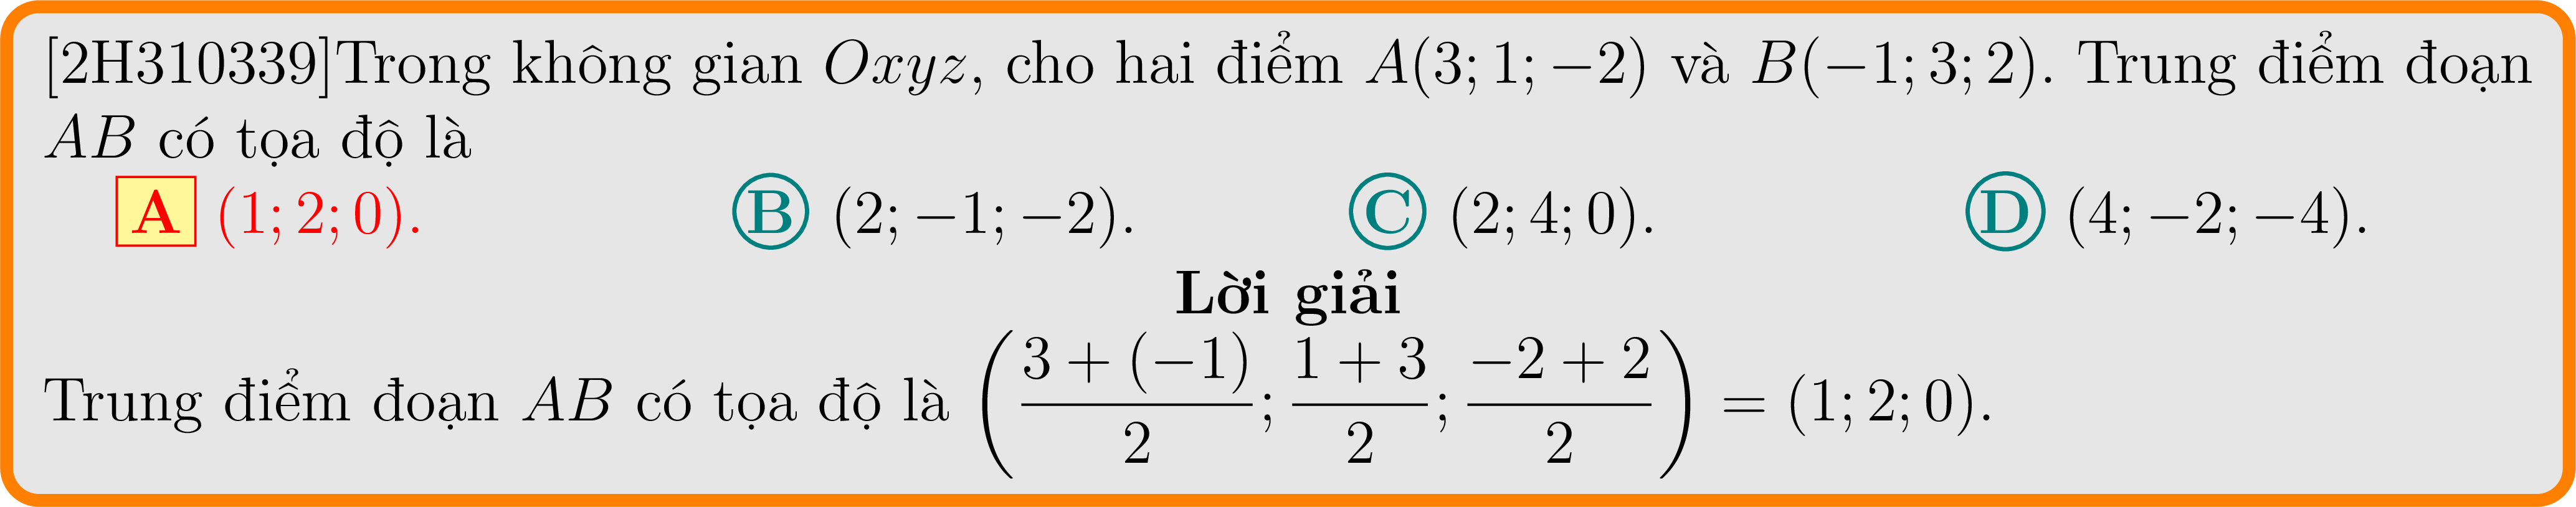 [2H310339]Trong không gian Oxyz, cho hai điểm A(3; 1; −2) và B(−1; 3; 2). Trung điểm đoạn
AB có tọa độ là
A (1; 2; 0). B (2; −1; −2). C (2; 4; 0). D (4; −2; −4).
Lời giải
Trung điểm đoạn AB có tọa độ là $\left(\dfrac{3+(-1)}{2}; \dfrac{1+3}{2}; \dfrac{-2+2}{2}\right) = (1; 2; 0)$.